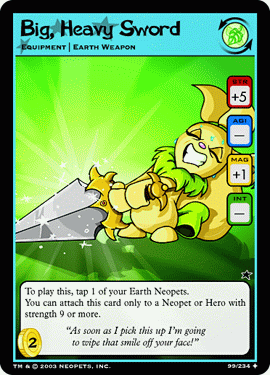 Big, Heavy Sword
Equipment | Earth Weapon
STR
+5
AGI
—
MAG
+1
INT
—
To play this, tap 1 of your Earth Neopets.
You can attach this card only to a Neopet or Hero with
strength 9 or more.
2
“As soon as I pick this up I’m going
to wipe that smile off your face!”
TM & © 2003 NEOPETS, INC.
99/234